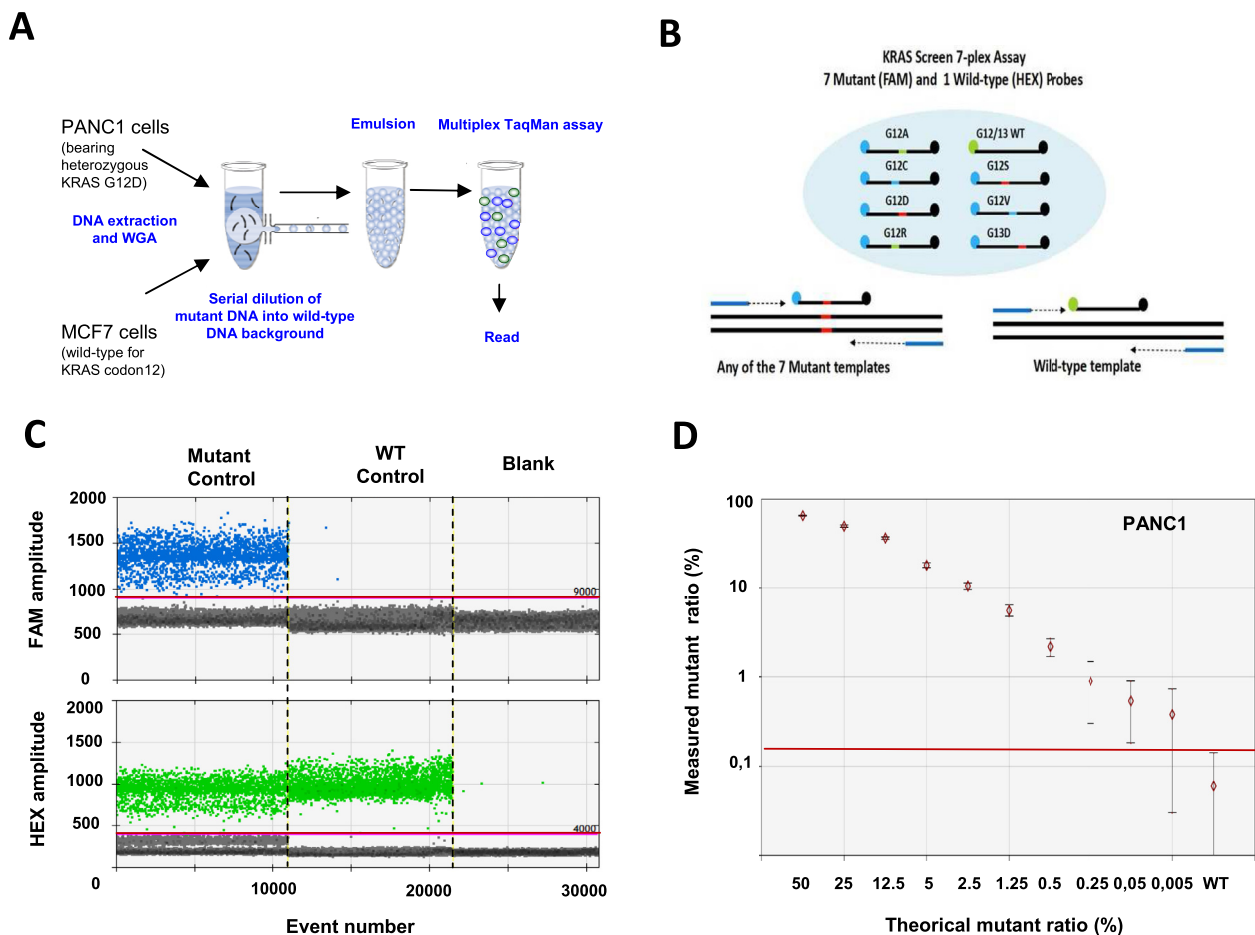 A
PANC1 cells
(bearing
heterozygous
KRAS G12D)
DNA extraction
and WGA
MCF7 cells
(wild-type for
KRAS codon12)
Serial dilution of
mutant DNA into wild-type
DNA background
Emulsion
Multiplex TaqMan assay
Read
B
KRAS Screen 7-plex Assay
7 Mutant (FAM) and 1 Wild-type (HEX) Probes
G12A
G12/13 WT
G12C
G12S
G12D
G12V
G12R
G13D
Any of the 7 Mutant templates
Wild-type template
C
Mutant
Control
WT
Control
Blank
FAM amplitude
2000
1500
1000
500
0
9000
HEX amplitude
2000
1500
1000
500
0
4000
10000
20000
30000
Event number
D
PANC1
Measured mutant ratio (%)
100
10
1
0,1
50
25
12.5
5
2.5
1.25
0.5
0.25
0,05
0,005
WT
Theorical mutant ratio (%)